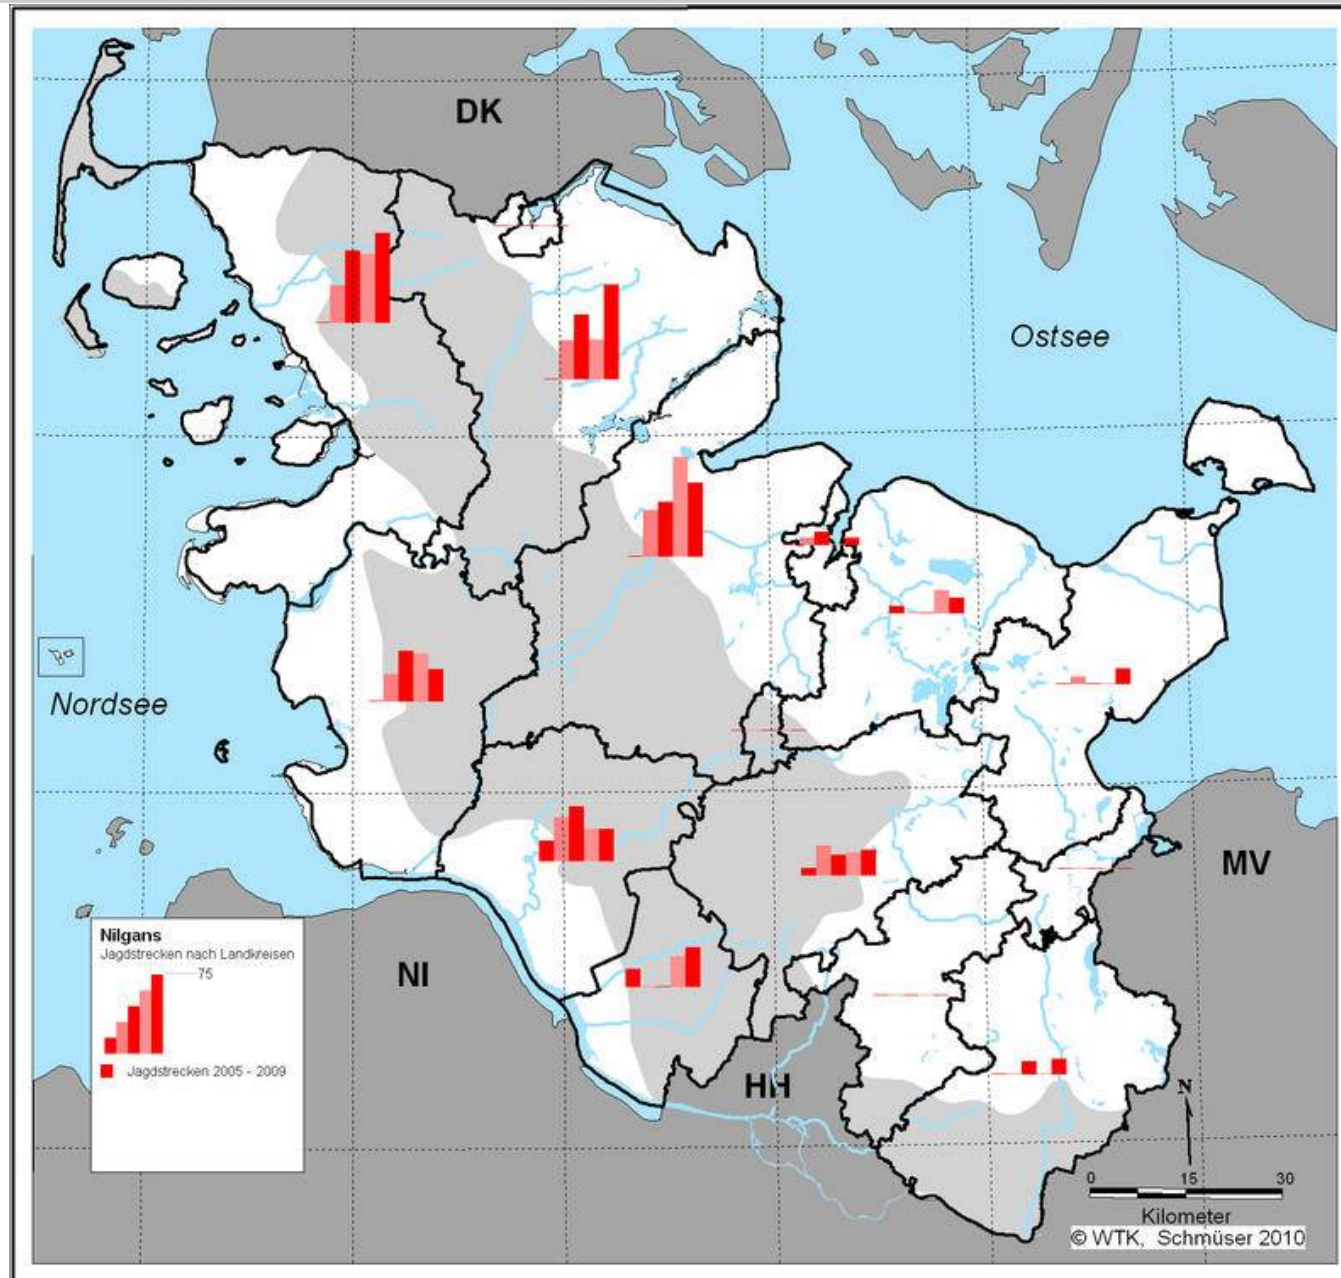 DK
Ostsee
Nordsee
MV
Nilgans
Jagdstrecken nach Landkreisen
75
Jagdstrecken 2005 - 2009
NI
HH
N
0 15 30
Kilometer
© WTK, Schmüser 2010